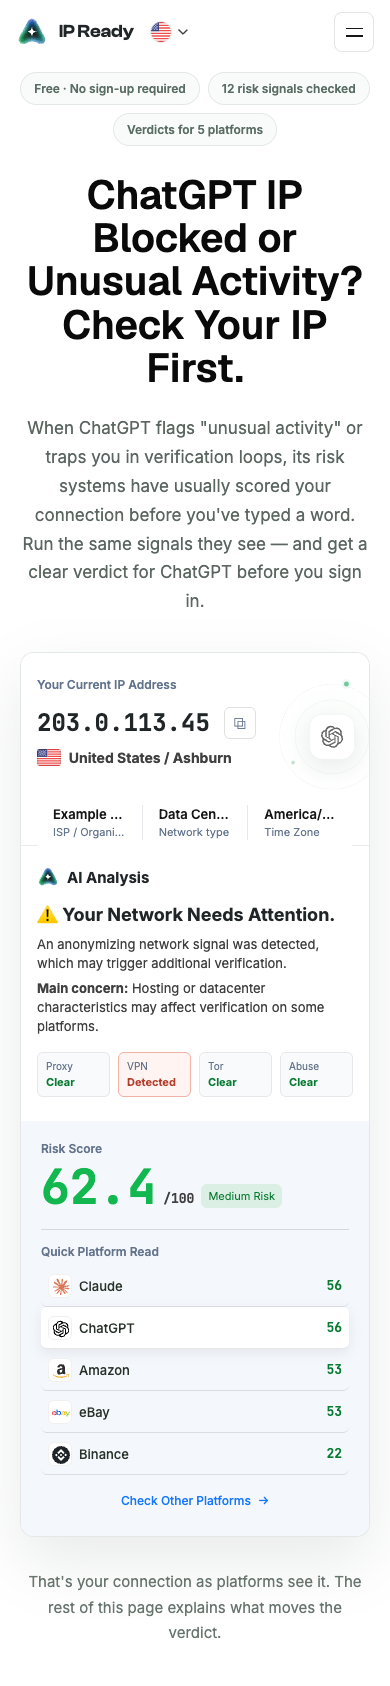 IP Ready
Free · No sign-up required
12 risk signals checked
Verdicts for 5 platforms
ChatGPT IP
Blocked or
Unusual Activity?
Check Your IP
First.
When ChatGPT flags "unusual activity" or
traps you in verification loops, its risk
systems have usually scored your
connection before you've typed a word.
Run the same signals they see — and get a
clear verdict for ChatGPT before you sign
in.
Your Current IP Address
203.0.113.45
United States / Ashburn
Example ...
Data Cen...
America/...
ISP / Organi...
Network type
Time Zone
AI Analysis
Your Network Needs Attention.
An anonymizing network signal was detected,
which may trigger additional verification.
Main concern: Hosting or datacenter
characteristics may affect verification on some
platforms.
Proxy
Clear
VPN
Detected
Tor
Clear
Abuse
Clear
Risk Score
62.4 /100 Medium Risk
Quick Platform Read
Claude 56
ChatGPT 56
a Amazon 53
ebay eBay 53
Binance 22
Check Other Platforms →
That's your connection as platforms see it. The
rest of this page explains what moves the
verdict.